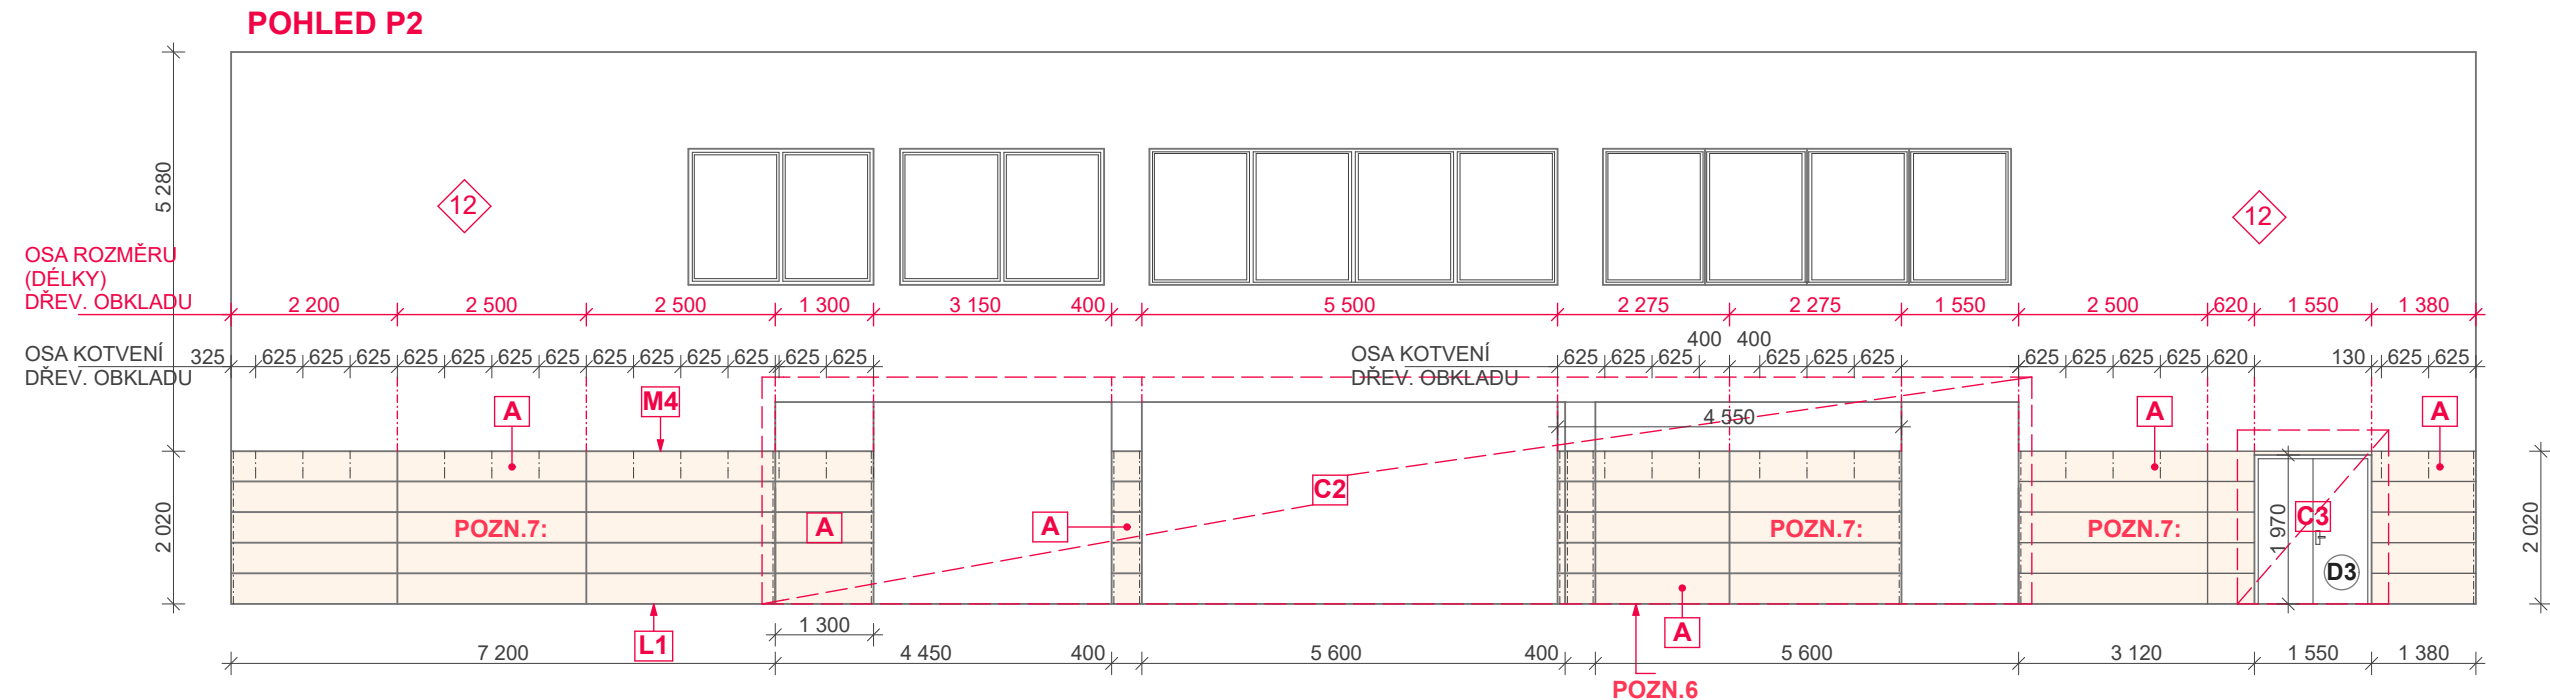 POHLED P2
5 280
12
12
OSA ROZMĚRU
(DÉLKY)
DŘEV. OBKLADU
2 200
2 500
2 500
1 300
3 150
400
5 500
2 275
2 275
1 550
2 500
620
1 550
1 380
OSA KOTVENÍ
DŘEV. OBKLADU
325
625
625
625
625
625
625
625
625
625
625
625
625
625
OSA KOTVENÍ
DŘEV. OBKLADU
400
400
625
625
625
625
625
625
625
625
625
625
620
130
625
625
A
M4
4 550
A
A
C2
2 020
POZN.7:
A
A
POZN.7:
POZN.7:
1 970
C3
D3
2 020
1 300
L1
A
7 200
4 450
400
5 600
400
5 600
3 120
1 550
1 380
POZN.6